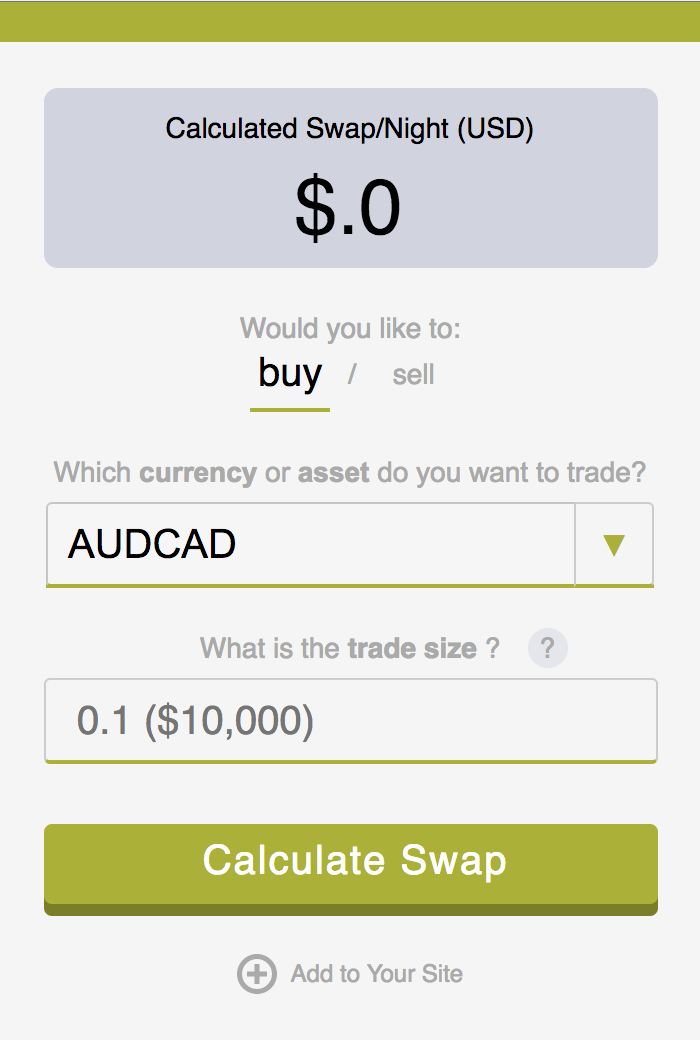 Calculated Swap/Night (USD)
$.0
Would you like to:
buy / sell
Which currency or asset do you want to trade?
AUDCAD
What is the trade size ? ?
0.1 ($10,000)
Calculate Swap
Add to Your Site